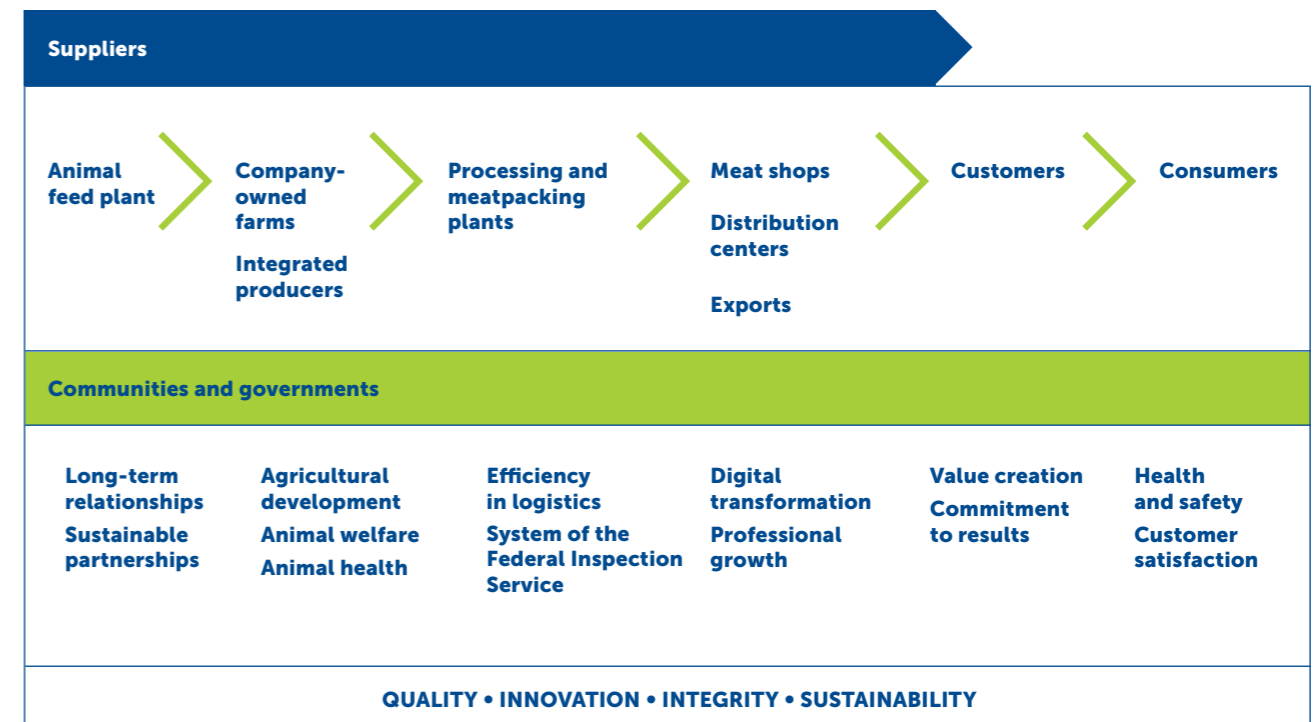 Suppliers
Animal
feed plant
Company-
owned
farms
Integrated
producers
Processing and
meatpacking
plants
Meat shops
Distribution
centers
Exports
Customers
Consumers
Communities and governments
Long-term
relationships
Sustainable
partnerships
Agricultural
development
Animal welfare
Animal health
Efficiency
in logistics
System of the
Federal Inspection
Service
Digital
transformation
Professional
growth
Value creation
Commitment
to results
Health
and safety
Customer
satisfaction
QUALITY • INNOVATION • INTEGRITY • SUSTAINABILITY